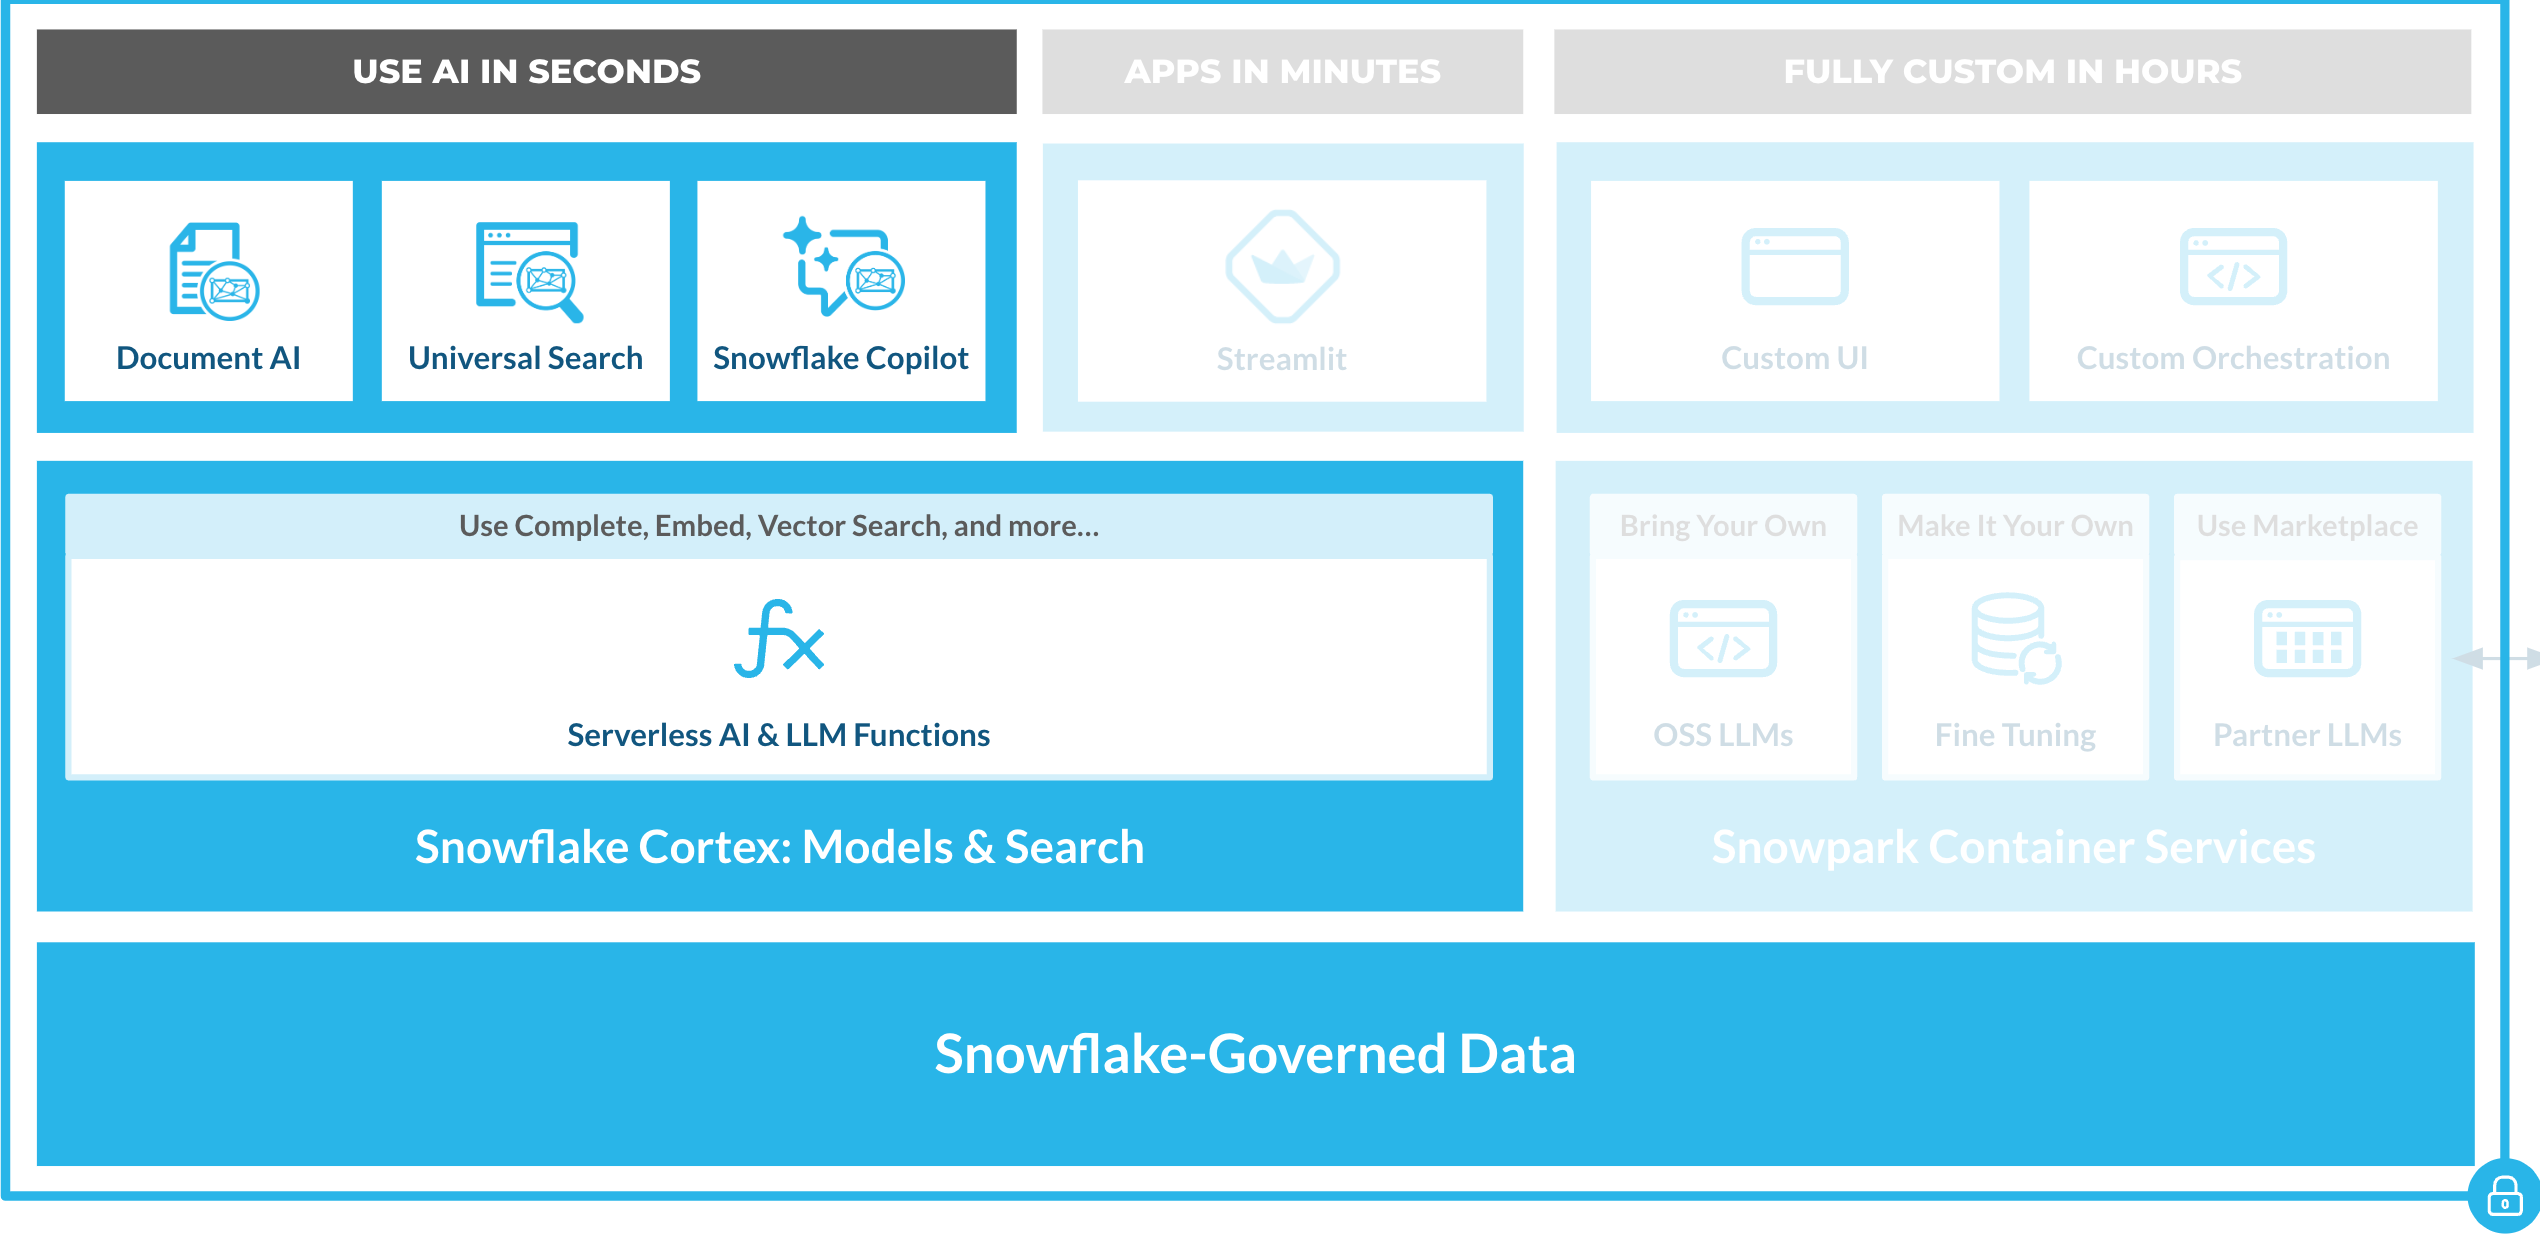 USE AI IN SECONDS
APPS IN MINUTES
FULLY CUSTOM IN HOURS
Document AI
Universal Search
Snowflake Copilot
Streamlit
Custom UI
Custom Orchestration
Use Complete, Embed, Vector Search, and more...
Serverless AI & LLM Functions
Snowflake Cortex: Models & Search
Bring Your Own
Make It Your Own
Use Marketplace
OSS LLMs
Fine Tuning
Partner LLMs
Snowpark Container Services
Snowflake-Governed Data